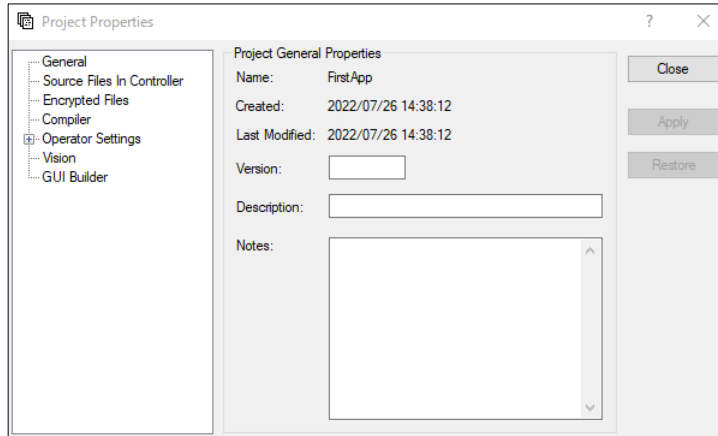 Project Properties
General
Source Files In Controller
Encrypted Files
Compiler
Operator Settings
Vision
GUI Builder
Project General Properties
Name: FirstApp
Created: 2022/07/26 14:38:12
Last Modified: 2022/07/26 14:38:12
Version:
Description:
Notes:
Close
Apply
Restore